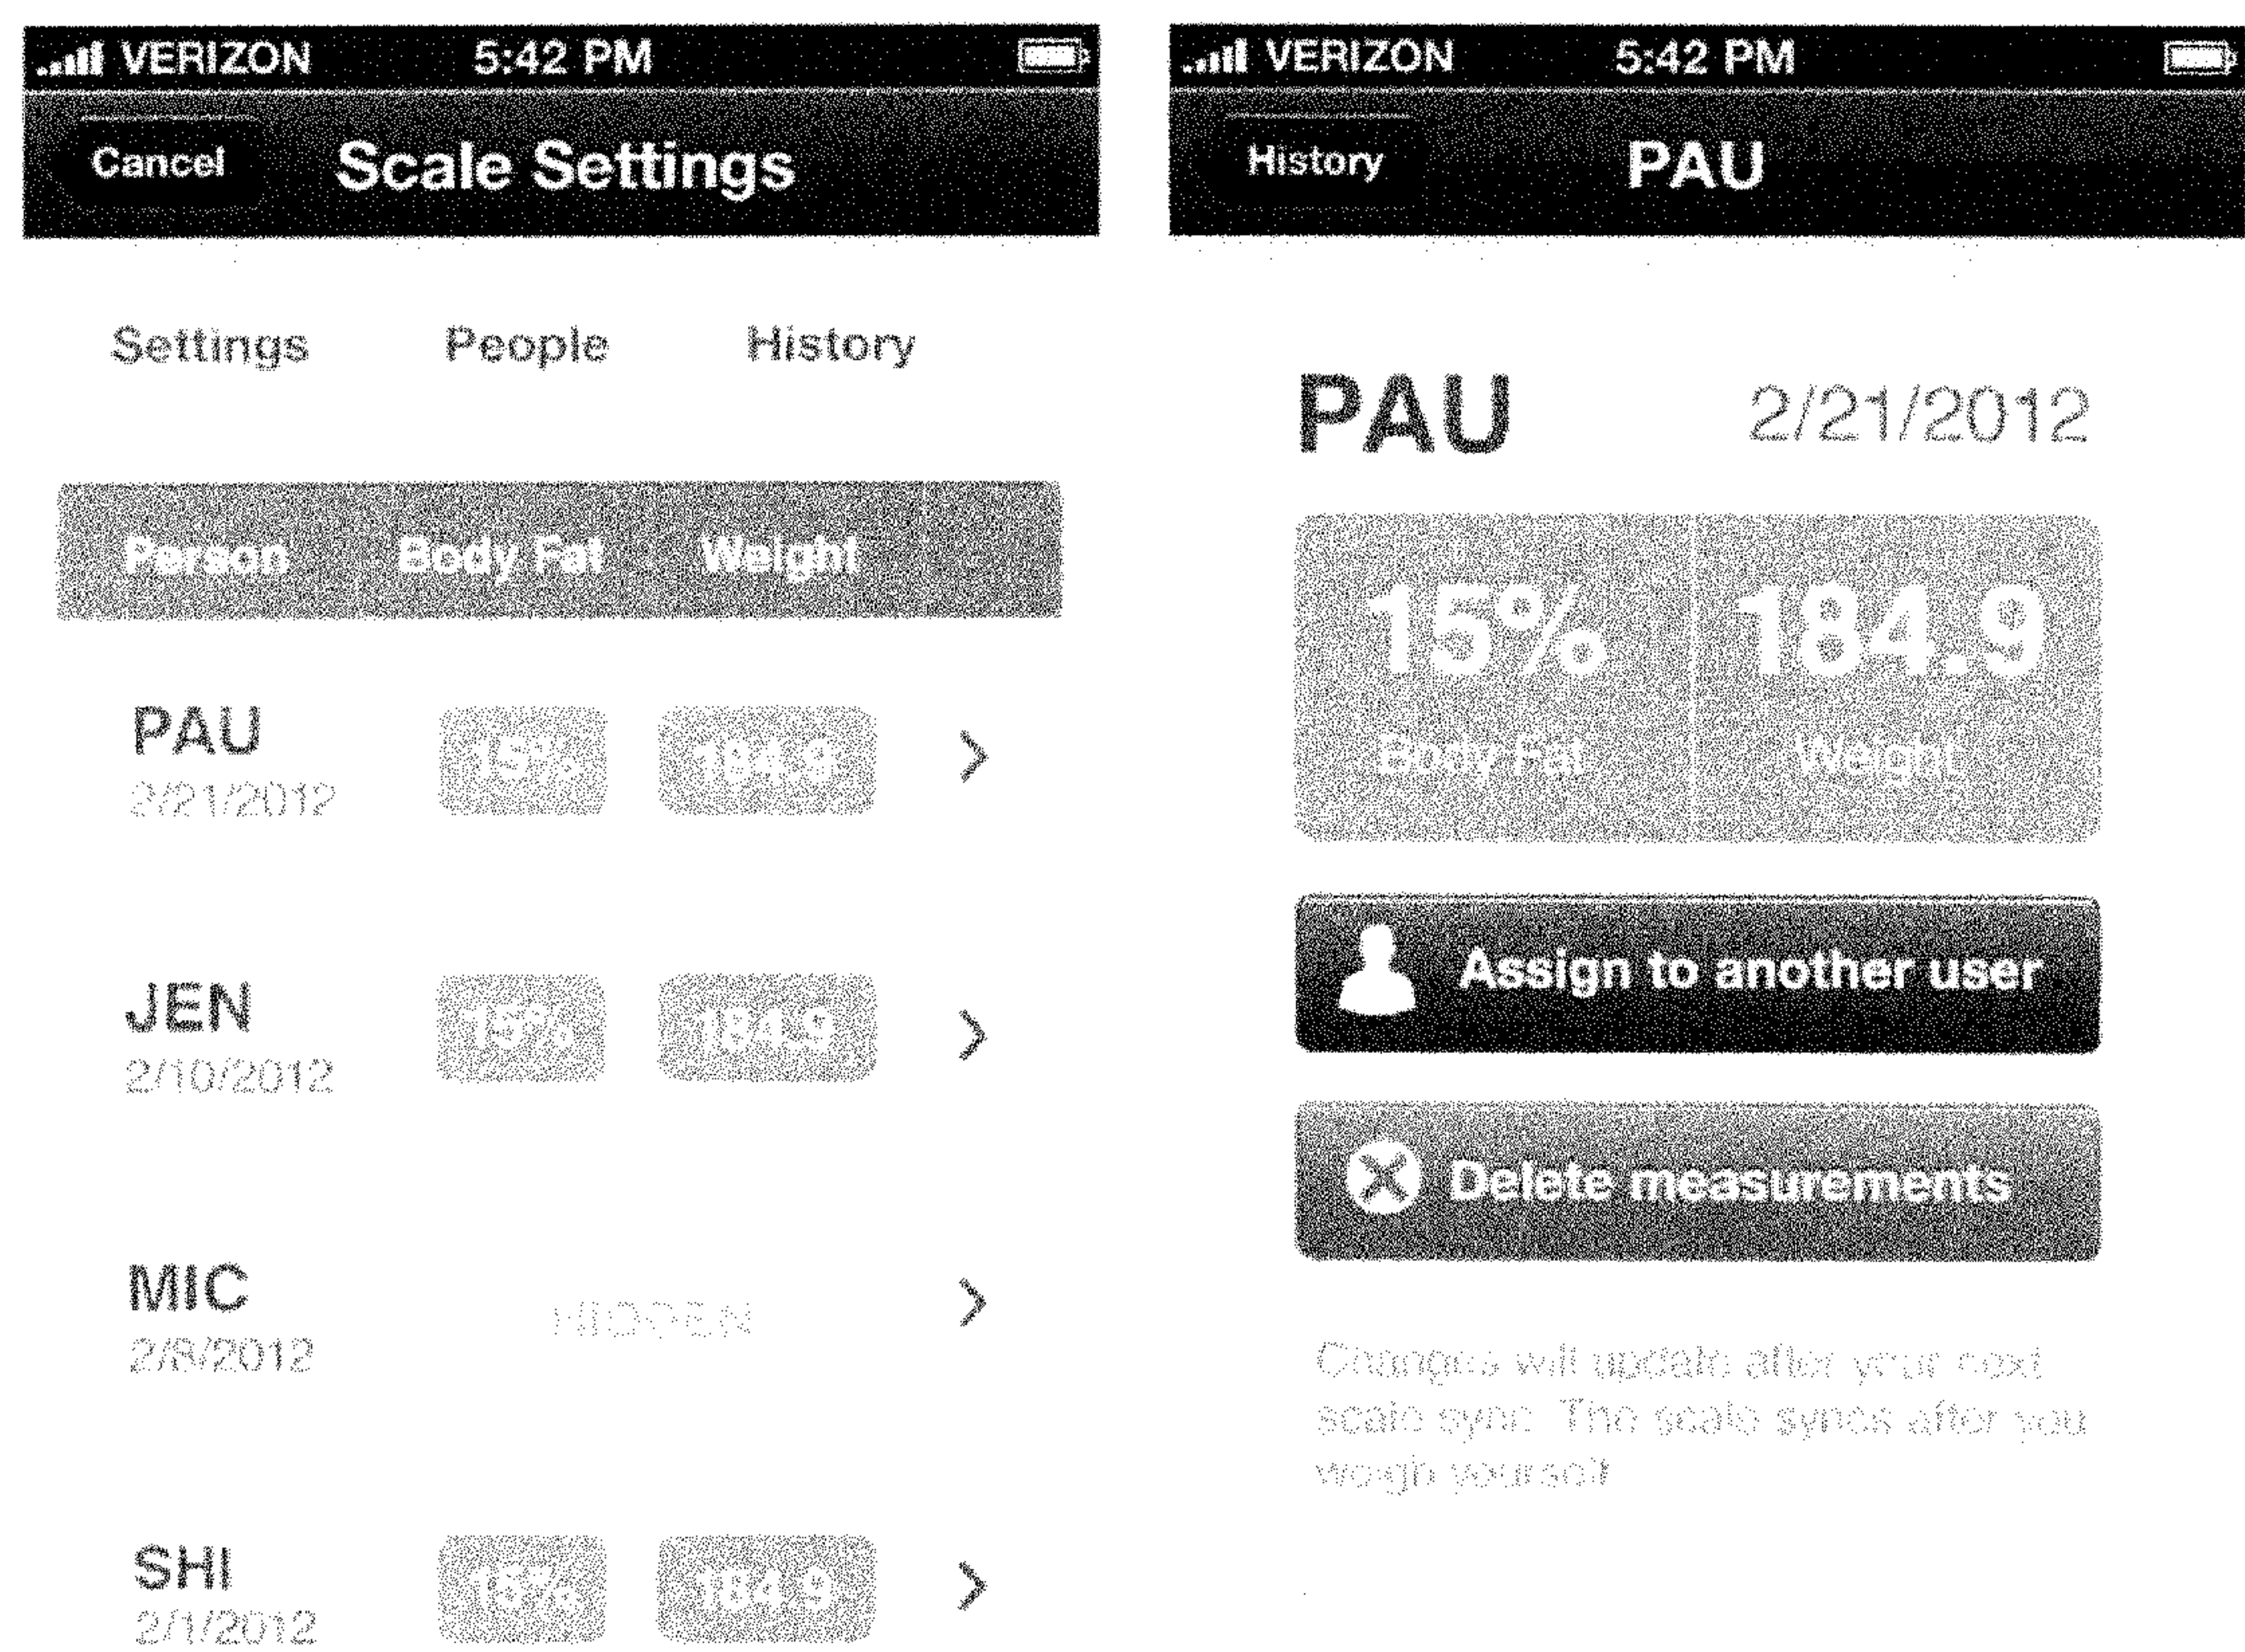 VERIZON 5:42 PM
Cancel Scale Settings
Settings People History
Person Body Fat Weight
PAU 15% 184.9
2/21/2012
JEN 15% 184.9
2/10/2012
MIC HIDDEN
2/8/2012
SHI 15% 184.9
2/1/2012
VERIZON 5:42 PM
History PAU
PAU 2/21/2012
15% 184.9
Body Fat Weight
Assign to another user
Delete measurements
Changes will update after your next
scale sync. The scale syncs after you
weigh yourself